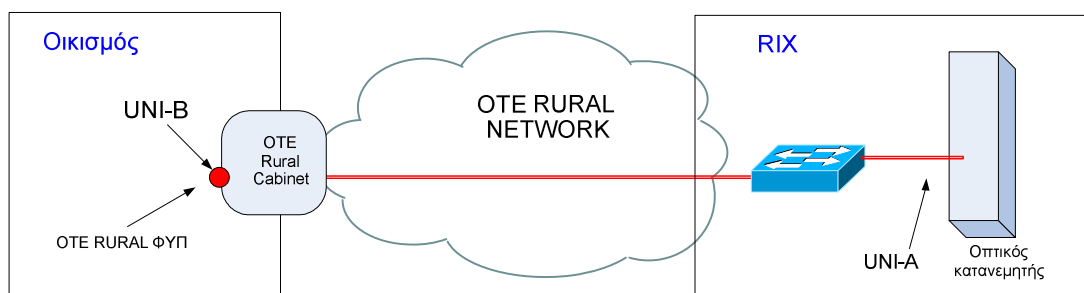 Οικισμός
UNI-B
OTE
Rural
Cabinet
OTE RURAL ΦΥΠ
OTE RURAL
NETWORK
RIX
UNI-A
Οπτικός
κατανεμητής